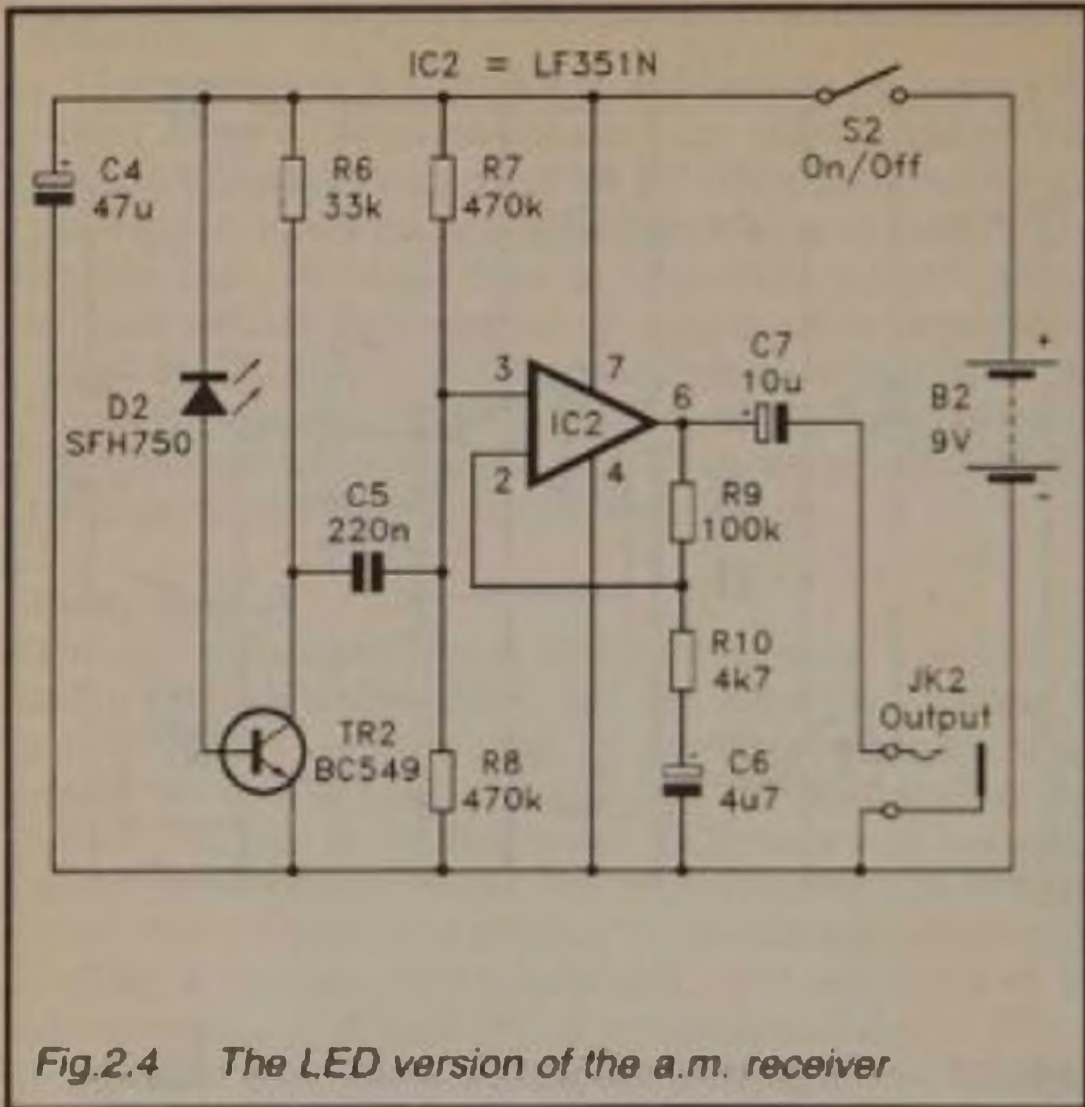 IC2 = LF351N
S2
On/Off
C4
47u
R6
33k
R7
470k
D2
SFH750
3
7
IC2
6
2
4
C7
10u
+
B2
9V
-
C5
220n
R9
100k
R10
4k7
JK2
Output
TR2
BC549
R8
470k
C6
4u7
Fig.2.4 The LED version of the a.m. receiver